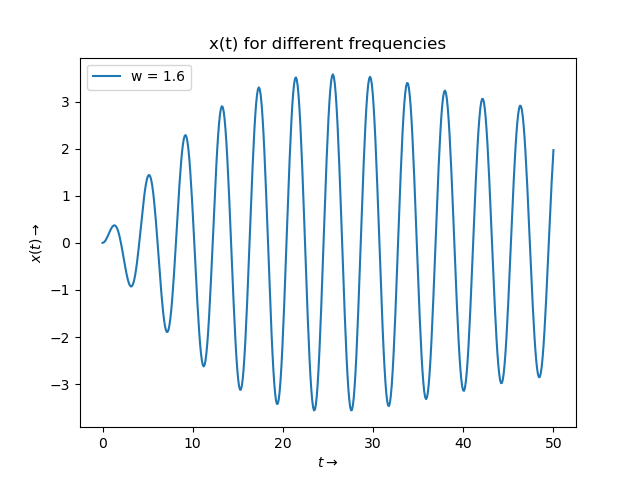 x(t) for different frequencies
w = 1.6
x(t) →
3
2
1
0
−1
−2
−3
0 10 20 30 40 50
t →